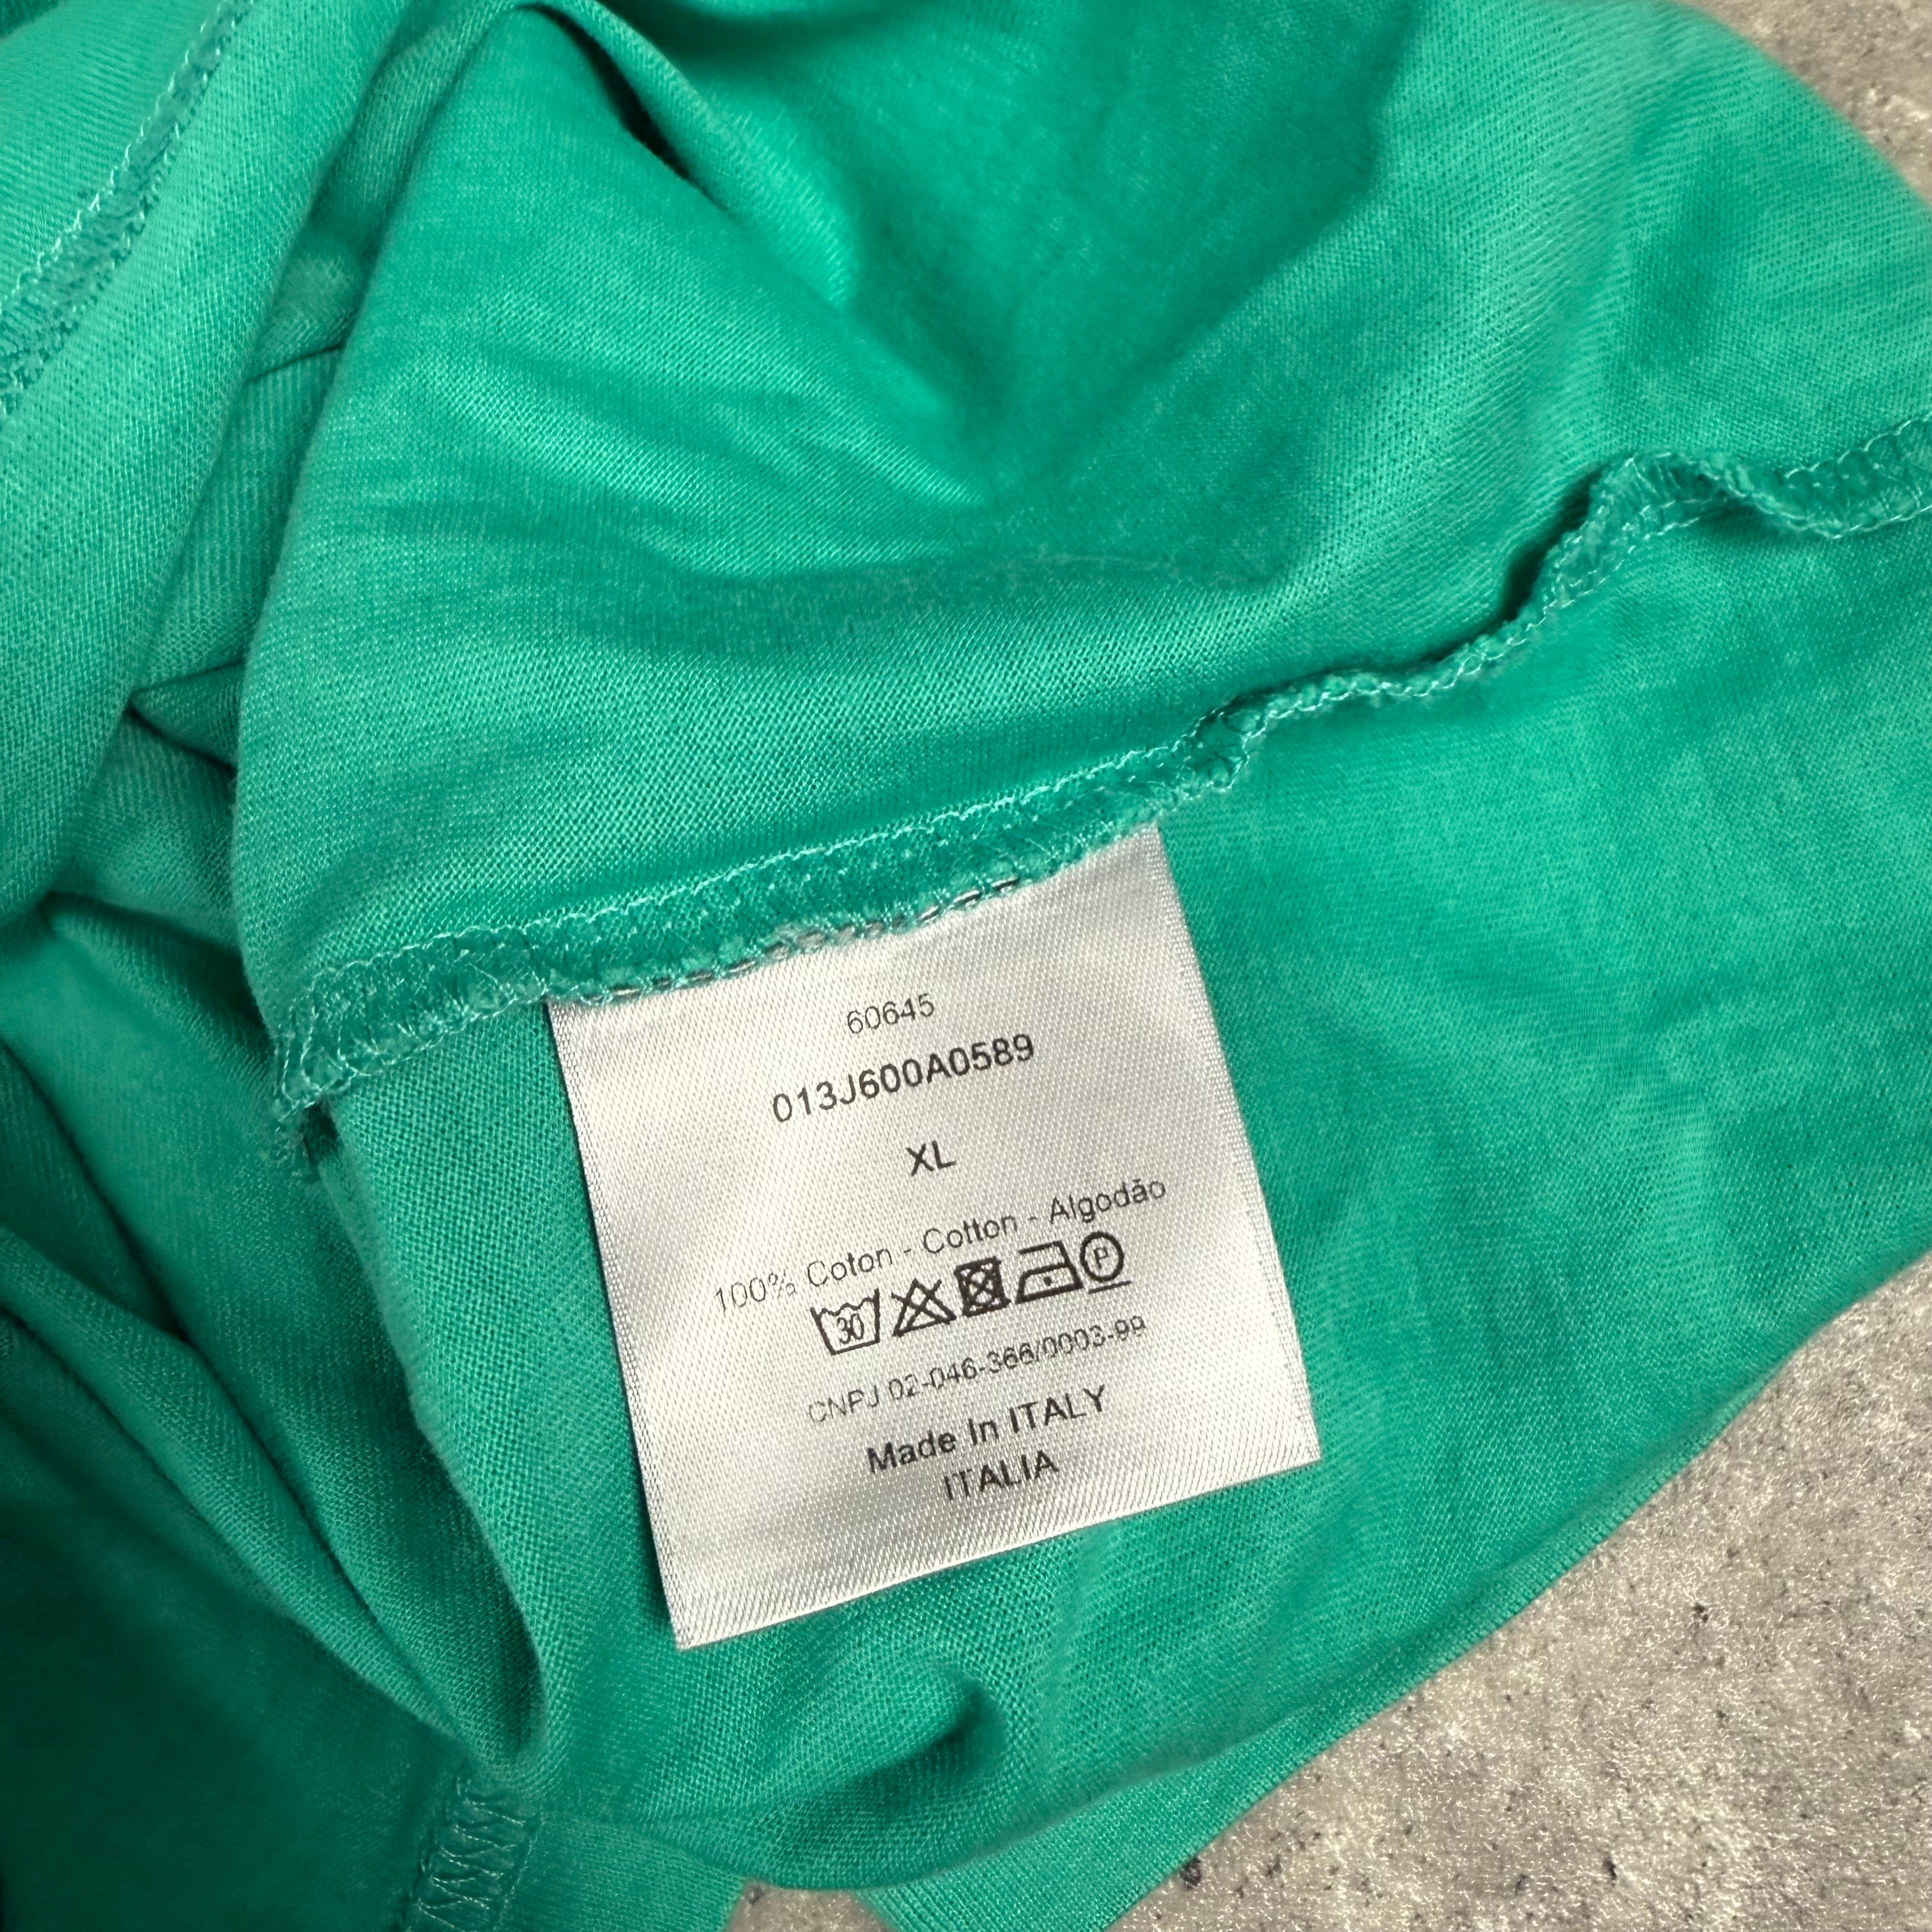 60645
013J600A0589
XL
100% Coton - Cotton - Algodão
30 P
CNPJ 02-046-366/0003-99
Made In ITALY
ITALIA